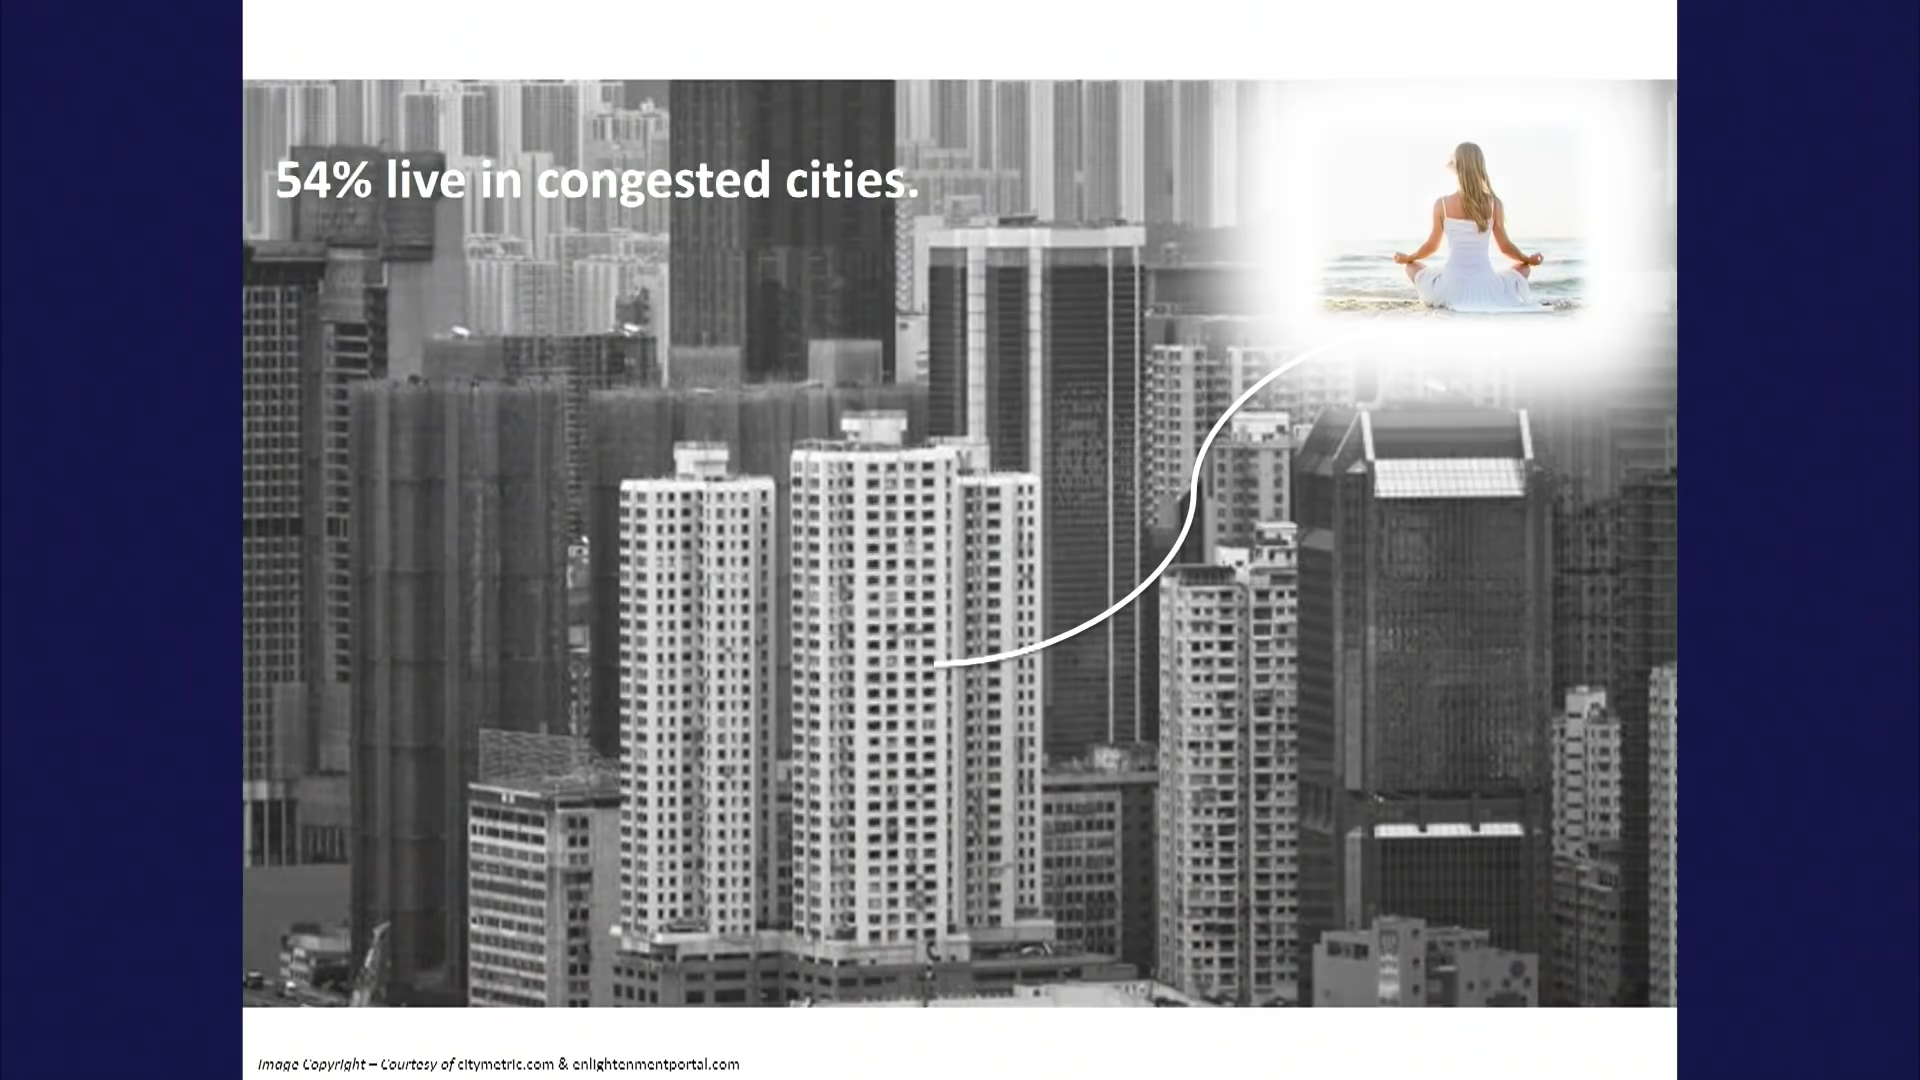 54% live in congested cities.
Image Copyright – Courtesy of citymetric.com & enlightenmentportal.com